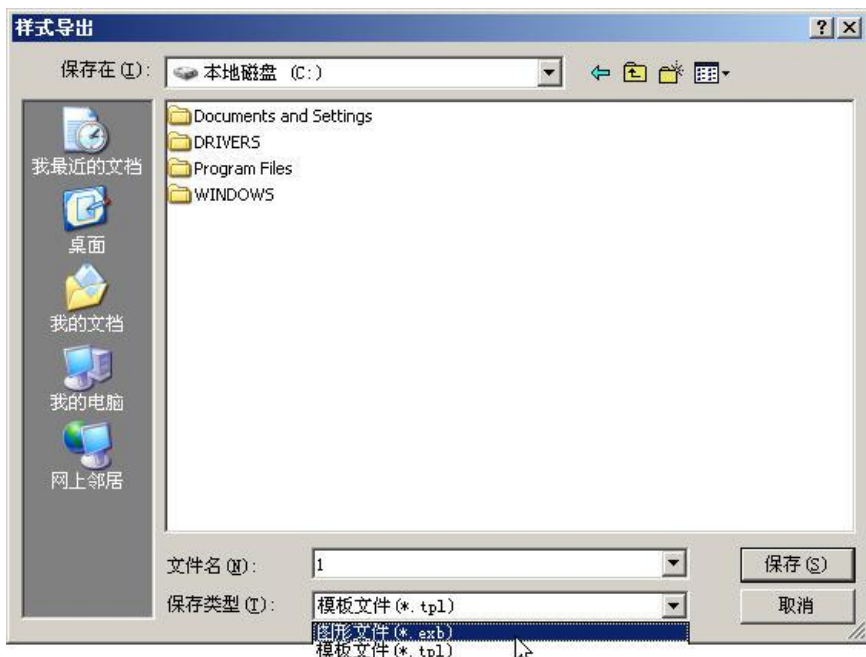 样式导出
保存在(I):
本地磁盘 (C:)
Documents and Settings
DRIVERS
Program Files
WINDOWS
我最近的文档
桌面
我的文档
我的电脑
网上邻居
文件名(N):
1
保存(S)
保存类型(T):
模板文件(*.tpl)
取消
图形文件(*.exb)
模板文件(*.tpl)